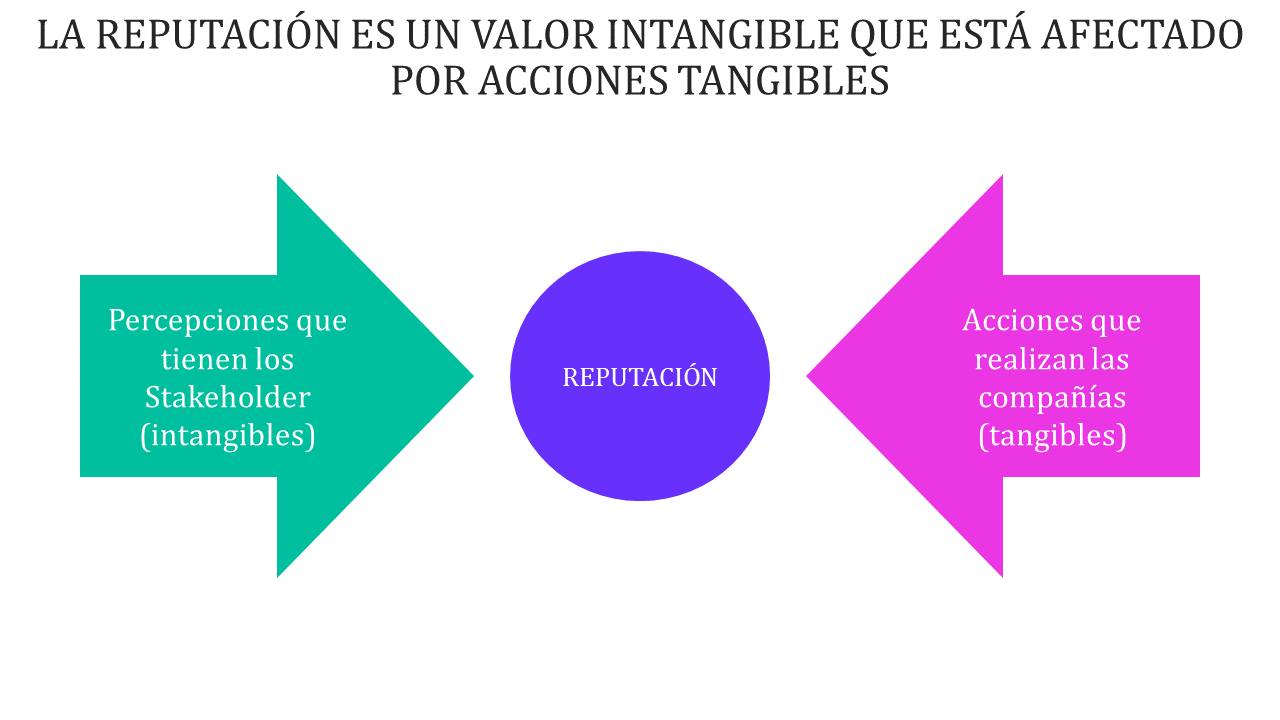 LA REPUTACIÓN ES UN VALOR INTANGIBLE QUE ESTÁ AFECTADO
POR ACCIONES TANGIBLES
Percepciones que
tienen los
Stakeholder
(intangibles)
REPUTACIÓN
Acciones que
realizan las
compañías
(tangibles)